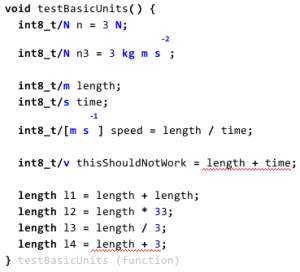 void testBasicUnits() {
int8_t/N n = 3 N;
int8_t/N n3 = 3 kg m s⁻² ;
int8_t/m length;
int8_t/s time;
int8_t/[m s⁻¹ ] speed = length / time;
int8_t/v thisShouldNotWork = length + time;
length l1 = length + length;
length l2 = length * 33;
length l3 = length / 3;
length l4 = length + 3;
} testBasicUnits (function)